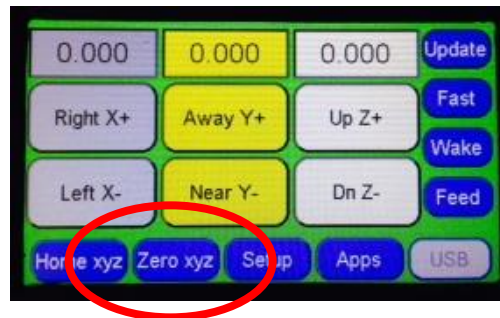 0.000 0.000 0.000 Update
Right X+ Away Y+ Up Z+ Fast
Wake
Left X- Near Y- Dn Z- Feed
Home xyz Zero xyz Setup Apps USB